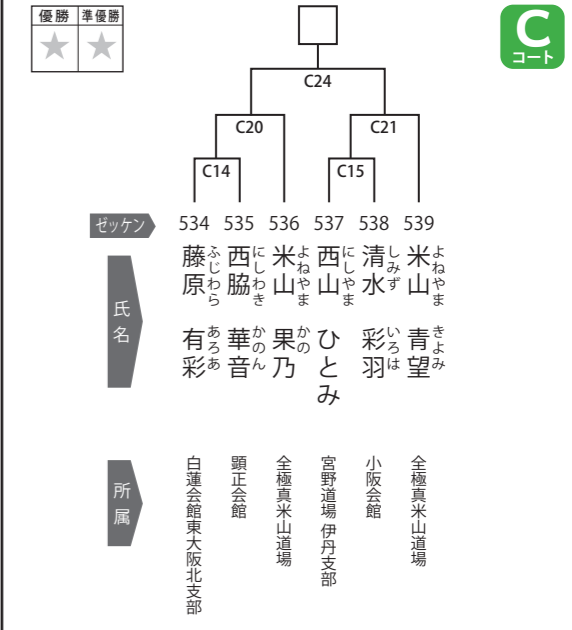 優勝 準優勝
C
コート
C24
C20 C21
C14 C15
ゼッケン 534 535 536 537 538 539
氏名
藤原 有彩 ふじわら あろあ
西脇 華音 にしわき かのん
米山 果乃 よねやま かの
西山 ひとみ にしやま
清水 彩羽 しみず いろは
米山 青望 よねやま きよみ
所属
白蓮会館東大阪北支部
顕正会館
全極真米山道場
宮野道場 伊丹支部
小阪会館
全極真米山道場